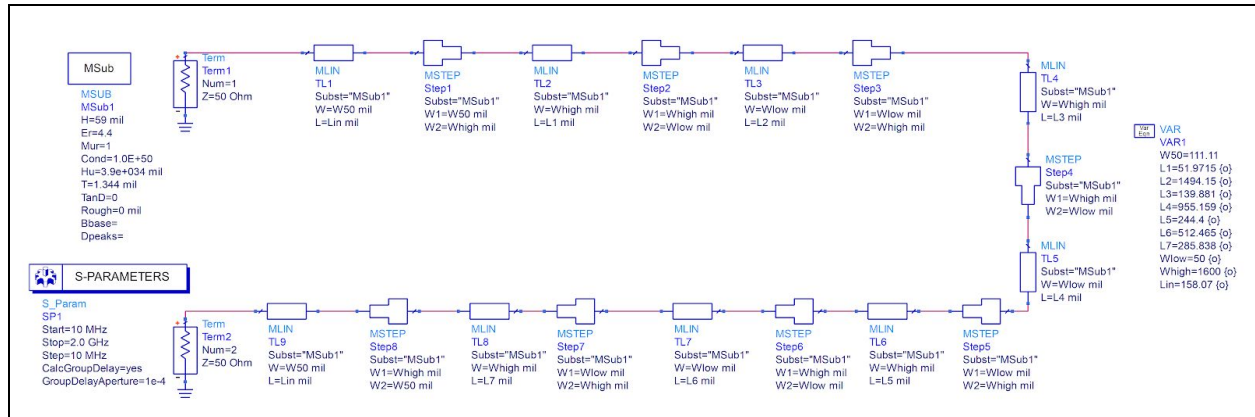 MSub
MSUB
MSub1
H=59 mil
Er=4.4
Mur=1
Cond=1.0E+50
Hu=3.9e+034 mil
T=1.344 mil
TanD=0
Rough=0 mil
Bbase=
Dpeaks=
Term
Term1
Num=1
Z=50 Ohm
MLIN
TL1
Subst="MSub1"
W=W50 mil
L=Lin mil
MSTEP
Step1
Subst="MSub1"
W1=W50 mil
W2=Whigh mil
MLIN
TL2
Subst="MSub1"
W=Whigh mil
L=L1 mil
MSTEP
Step2
Subst="MSub1"
W1=Whigh mil
W2=Wlow mil
MLIN
TL3
Subst="MSub1"
W=Wlow mil
L=L2 mil
MSTEP
Step3
Subst="MSub1"
W1=Wlow mil
W2=Whigh mil
MLIN
TL4
Subst="MSub1"
W=Whigh mil
L=L3 mil
MSTEP
Step4
Subst="MSub1"
W1=Whigh mil
W2=Wlow mil
MLIN
TL5
Subst="MSub1"
W=Wlow mil
L=L4 mil
Var
Eqn
VAR
VAR1
W50=111.11
L1=51.9715 {o}
L2=1494.15 {o}
L3=139.881 {o}
L4=955.159 {o}
L5=244.4 {o}
L6=512.465 {o}
L7=285.838 {o}
Wlow=50 {o}
Whigh=1600 {o}
Lin=158.07 {o}
S-PARAMETERS
S_Param
SP1
Start=10 MHz
Stop=2.0 GHz
Step=10 MHz
CalcGroupDelay=yes
GroupDelayAperture=1e-4
Term
Term2
Num=2
Z=50 Ohm
MLIN
TL9
Subst="MSub1"
W=W50 mil
L=Lin mil
MSTEP
Step8
Subst="MSub1"
W1=Whigh mil
W2=W50 mil
MLIN
TL8
Subst="MSub1"
W=Whigh mil
L=L7 mil
MSTEP
Step7
Subst="MSub1"
W1=Wlow mil
W2=Whigh mil
MLIN
TL7
Subst="MSub1"
W=Wlow mil
L=L6 mil
MSTEP
Step6
Subst="MSub1"
W1=Whigh mil
W2=Wlow mil
MLIN
TL6
Subst="MSub1"
W=Whigh mil
L=L5 mil
MSTEP
Step5
Subst="MSub1"
W1=Wlow mil
W2=Whigh mil